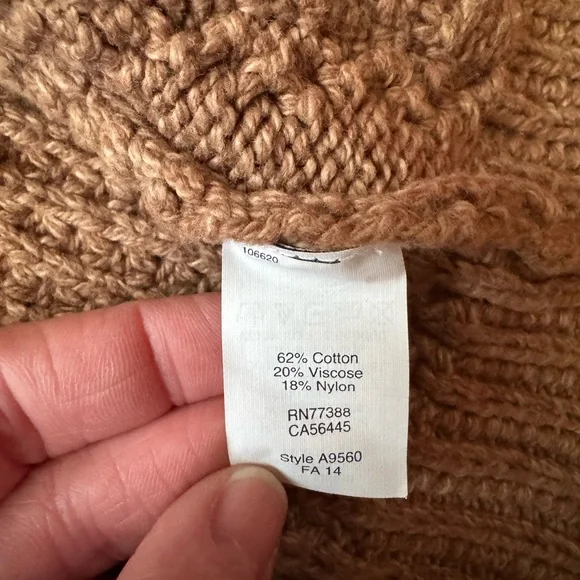 106620
62% Cotton
20% Viscose
18% Nylon
RN77388
CA56445
Style A9560
FA 14